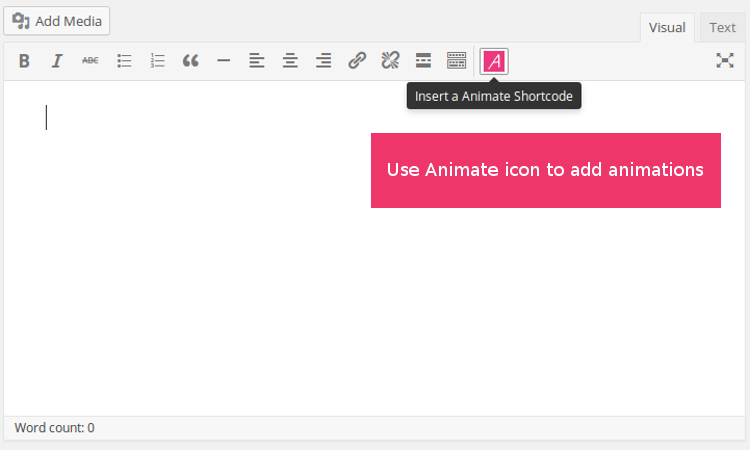 Add Media
Visual Text
B I ABC
A
Insert a Animate Shortcode
Use Animate icon to add animations
Word count: 0